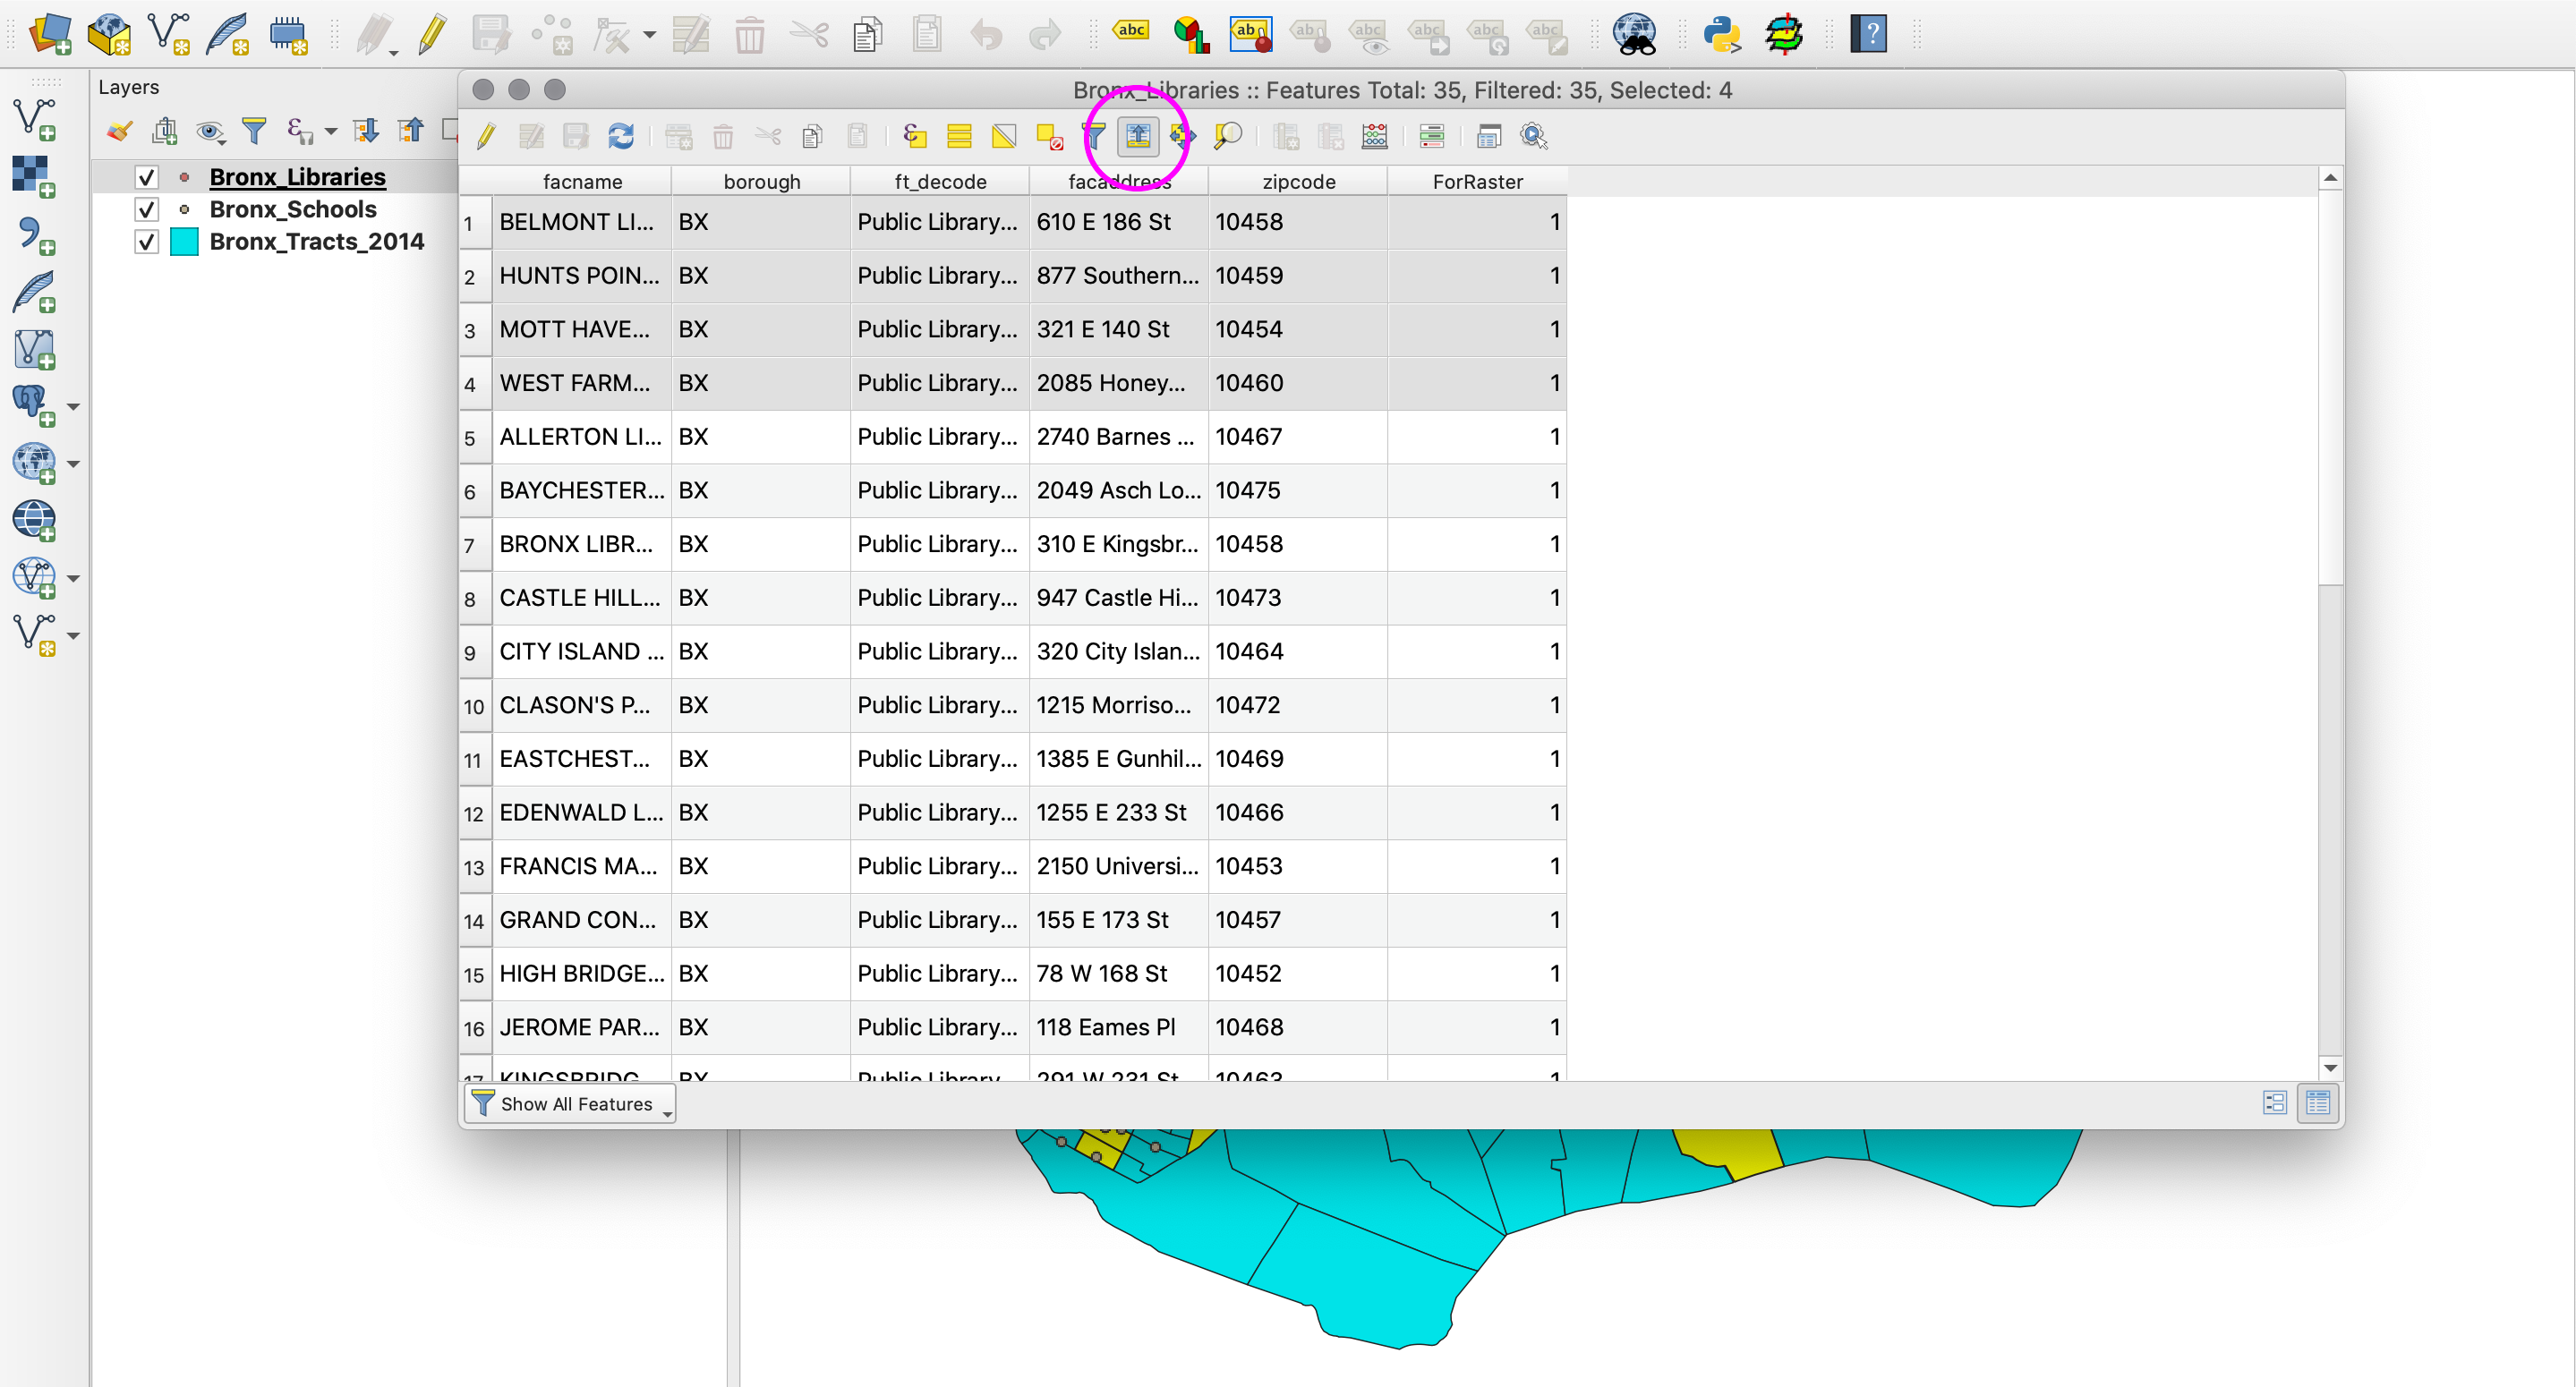 abc
ab
ab
abc
abc
abc
abc
?
Layers
Bronx_Libraries :: Features Total: 35, Filtered: 35, Selected: 4
Bronx_Libraries
Bronx_Schools
Bronx_Tracts_2014
facname borough ft_decode facaddress zipcode ForRaster
1 BELMONT LI... BX Public Library... 610 E 186 St 10458 1
2 HUNTS POIN... BX Public Library... 877 Southern... 10459 1
3 MOTT HAVE... BX Public Library... 321 E 140 St 10454 1
4 WEST FARM... BX Public Library... 2085 Honey... 10460 1
5 ALLERTON LI... BX Public Library... 2740 Barnes ... 10467 1
6 BAYCHESTER... BX Public Library... 2049 Asch Lo... 10475 1
7 BRONX LIBR... BX Public Library... 310 E Kingsbr... 10458 1
8 CASTLE HILL... BX Public Library... 947 Castle Hi... 10473 1
9 CITY ISLAND ... BX Public Library... 320 City Islan... 10464 1
10 CLASON'S P... BX Public Library... 1215 Morriso... 10472 1
11 EASTCHEST... BX Public Library... 1385 E Gunhil... 10469 1
12 EDENWALD L... BX Public Library... 1255 E 233 St 10466 1
13 FRANCIS MA... BX Public Library... 2150 Universi... 10453 1
14 GRAND CON... BX Public Library... 155 E 173 St 10457 1
15 HIGH BRIDGE... BX Public Library... 78 W 168 St 10452 1
16 JEROME PAR... BX Public Library... 118 Eames Pl 10468 1
17 KINGSBRIDG BX Public Library 291 W 231 St 10463 1
Show All Features